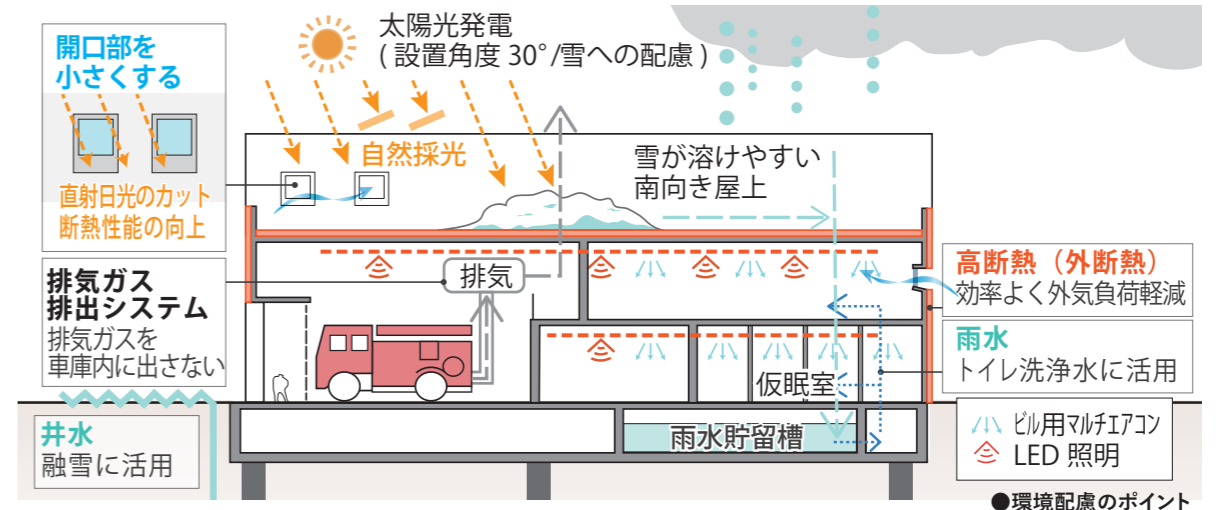 開口部を
小さくする
直射日光のカット
断熱性能の向上
太陽光発電
(設置角度 30°/雪への配慮)
自然採光
雪が溶けやすい
南向き屋上
排気ガス
排出システム
排気ガスを
車庫内に出さない
排気
高断熱（外断熱）
効率よく外気負荷軽減
雨水
トイレ洗浄水に活用
仮眠室
雨水貯留槽
井水
融雪に活用
ビル用マルチエアコン
LED 照明
●環境配慮のポイント